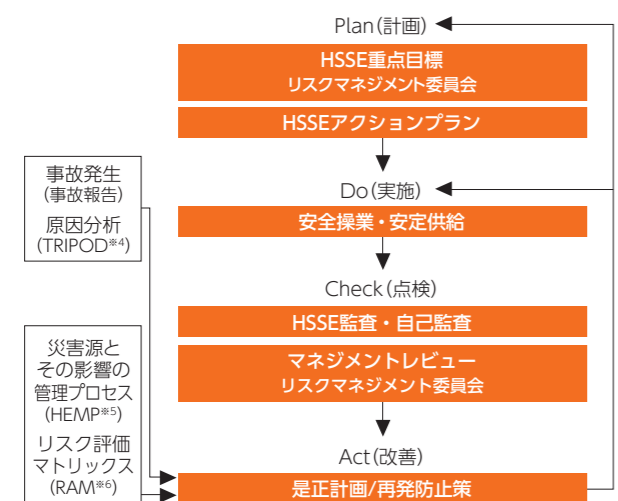 Plan(計画)
HSSE重点目標
リスクマネジメント委員会
HSSEアクションプラン
Do(実施)
安全操業・安定供給
Check(点検)
HSSE監査・自己監査
マネジメントレビュー
リスクマネジメント委員会
Act(改善)
是正計画/再発防止策
事故発生
(事故報告)
原因分析
(TRIPOD※4)
災害源と
その影響の
管理プロセス
(HEMP※5)
リスク評価
マトリックス
(RAM※6)